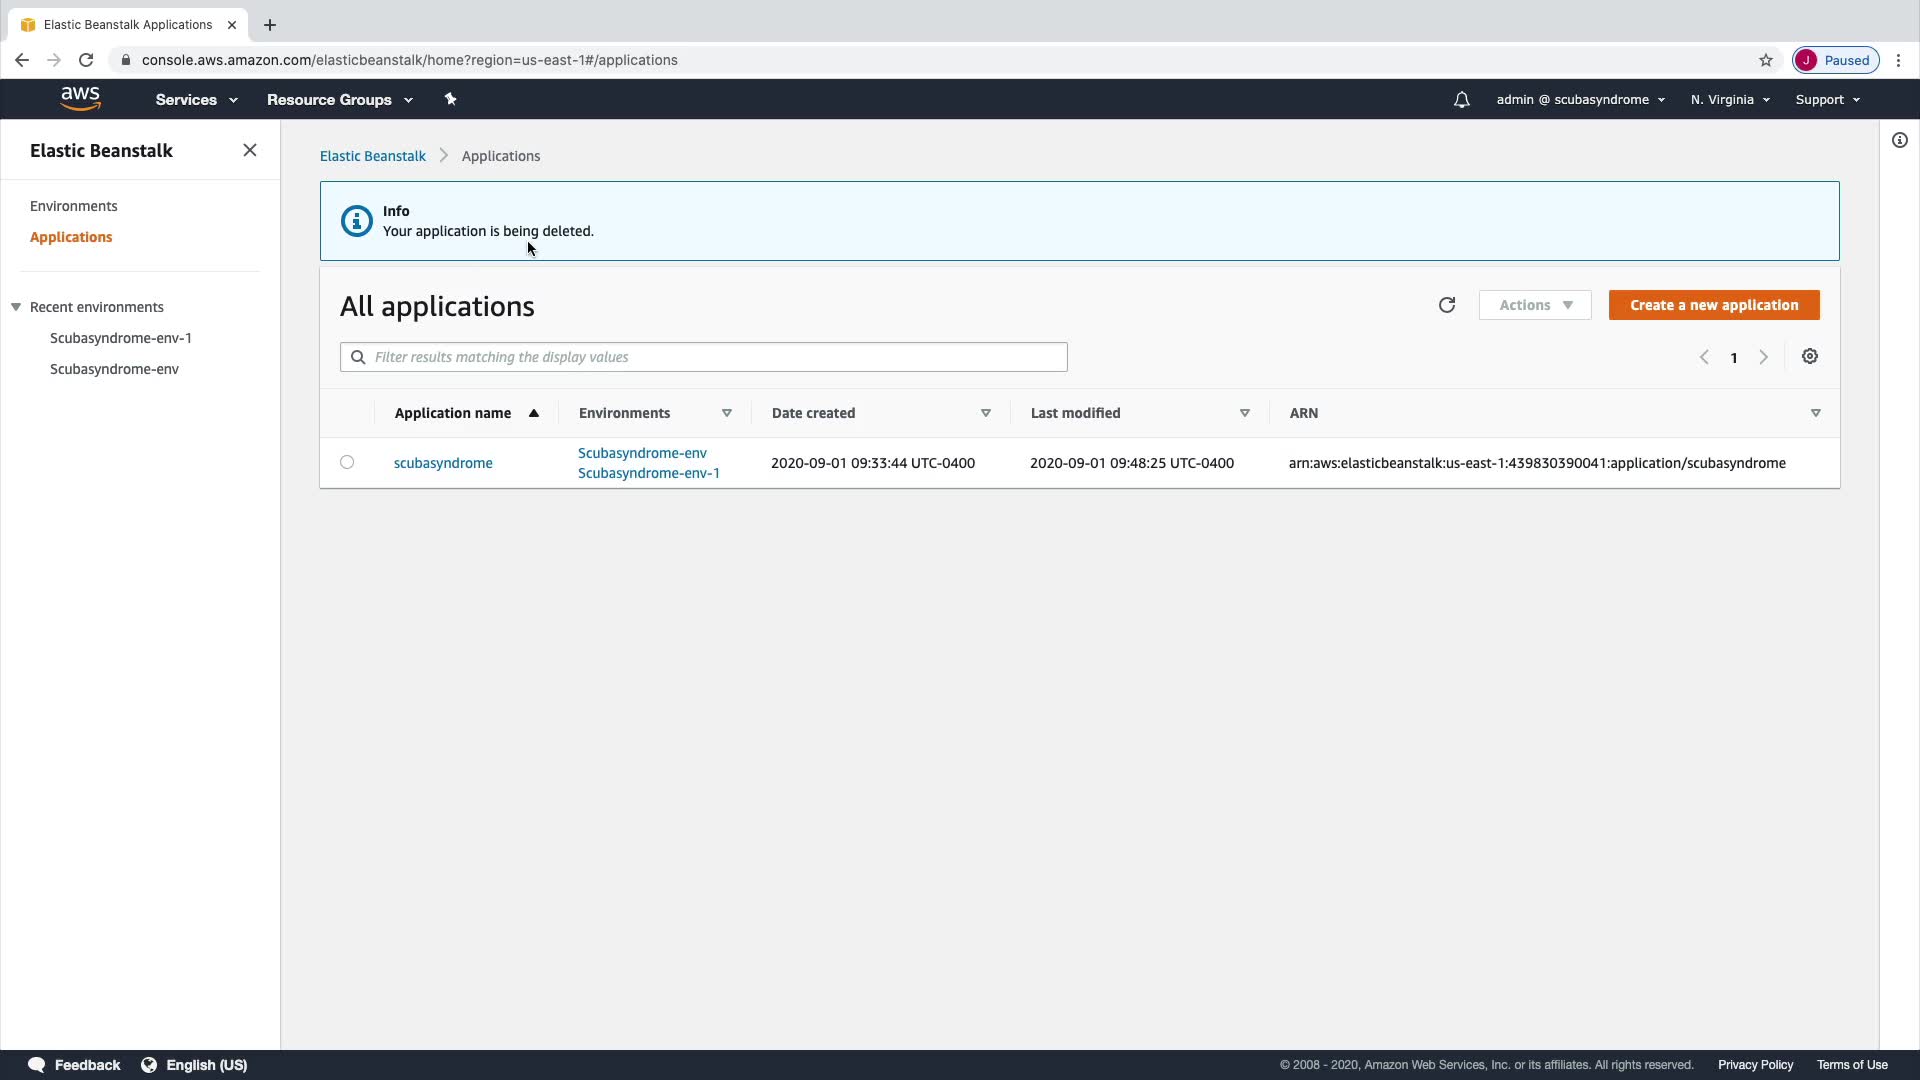 Elastic Beanstalk Applications
console.aws.amazon.com/elasticbeanstalk/home?region=us-east-1#/applications
J Paused
aws Services Resource Groups admin @ scubasyndrome N. Virginia Support
Elastic Beanstalk
Environments
Applications
Recent environments
Scubasyndrome-env-1
Scubasyndrome-env
Elastic Beanstalk Applications
Info
Your application is being deleted.
All applications
Actions Create a new application
Filter results matching the display values
1
Application name Environments Date created Last modified ARN
scubasyndrome Scubasyndrome-env 2020-09-01 09:33:44 UTC-0400 2020-09-01 09:48:25 UTC-0400 arn:aws:elasticbeanstalk:us-east-1:439830390041:application/scubasyndrome
Scubasyndrome-env-1
Feedback English (US) © 2008 - 2020, Amazon Web Services, Inc. or its affiliates. All rights reserved. Privacy Policy Terms of Use